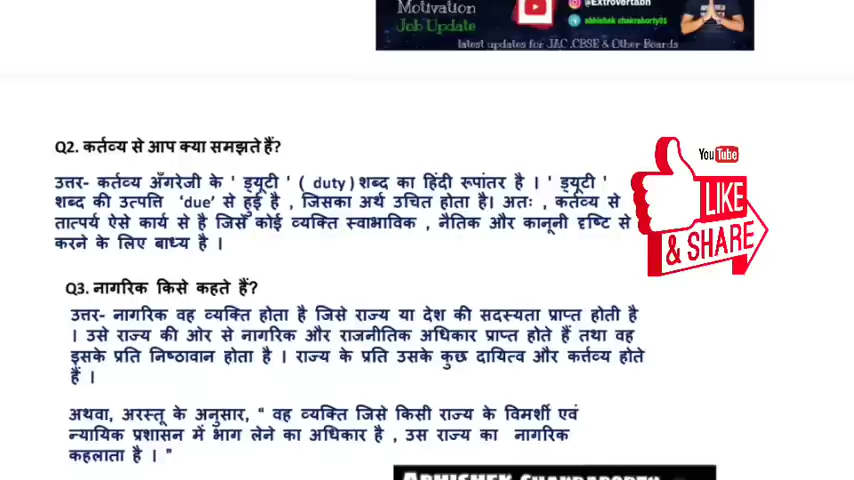 Motivation
Job Update
@Extrovertabh
abhishek chakraborty01
latest updates for JAC ,CBSE & Other Boards
Q2. कर्तव्य से आप क्या समझते हैं?
उत्तर- कर्तव्य अँगरेजी के ' ड्यूटी ' ( duty ) शब्द का हिंदी रूपांतर है । ' ड्यूटी '
शब्द की उत्पत्ति 'due' से हुई है , जिसका अर्थ उचित होता है। अतः , कर्तव्य से
तात्पर्य ऐसे कार्य से है जिसे कोई व्यक्ति स्वाभाविक , नैतिक और कानूनी दृष्टि से
करने के लिए बाध्य है ।
YouTube
LIKE
& SHARE
Q3. नागरिक किसे कहते हैं?
उत्तर- नागरिक वह व्यक्ति होता है जिसे राज्य या देश की सदस्यता प्राप्त होती है
। उसे राज्य की ओर से नागरिक और राजनीतिक अधिकार प्राप्त होते हैं तथा वह
इसके प्रति निष्ठावान होता है । राज्य के प्रति उसके कुछ दायित्व और कर्त्तव्य होते
हैं ।
अथवा, अरस्तू के अनुसार, “ वह व्यक्ति जिसे किसी राज्य के विमर्शी एवं
न्यायिक प्रशासन में भाग लेने का अधिकार है , उस राज्य का नागरिक
कहलाता है । ”
ABHISHEK CHAKRABORTY